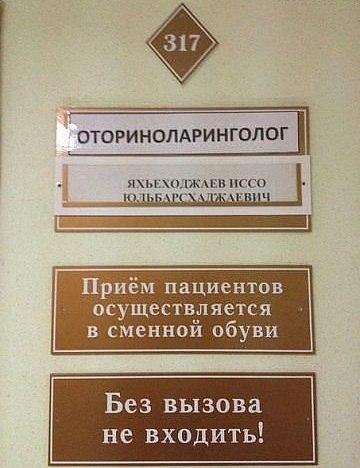 317
ОТОРИНОЛАРИНГОЛОГ
ЯХЬЕХОДЖАЕВ ИССО
ЮЛЬБАРСХАДЖАЕВИЧ
Приём пациентов
осуществляется
в сменной обуви
Без вызова
не входить!